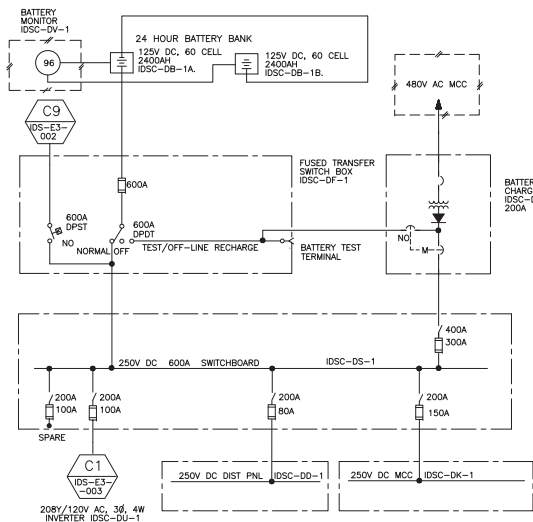 BATTERY
MONITOR
IDSC-DV-1
96
24 HOUR BATTERY BANK
125V DC, 60 CELL
2400AH
IDSC-DB-1A.
125V DC, 60 CELL
2400AH
IDSC-DB-1B.
480V AC MCC
C9
IDS-E3-
002
FUSED TRANSFER
SWITCH BOX
IDSC-DF-1
600A
600A
DPST
NO
600A
DPDT
NORMAL
OFF
TEST/OFF-LINE RECHARGE
BATTERY TEST
TERMINAL
NO
M
200A
400A
300A
250V DC 600A SWITCHBOARD
IDSC-DS-1
200A
100A
SPARE
200A
100A
200A
80A
200A
150A
C1
IDS-E3-
-003
208Y/120V AC, 3Ø, 4W
INVERTER IDSC-DU-1
250V DC DIST PNL
IDSC-DD-1
250V DC MCC
IDSC-DK-1